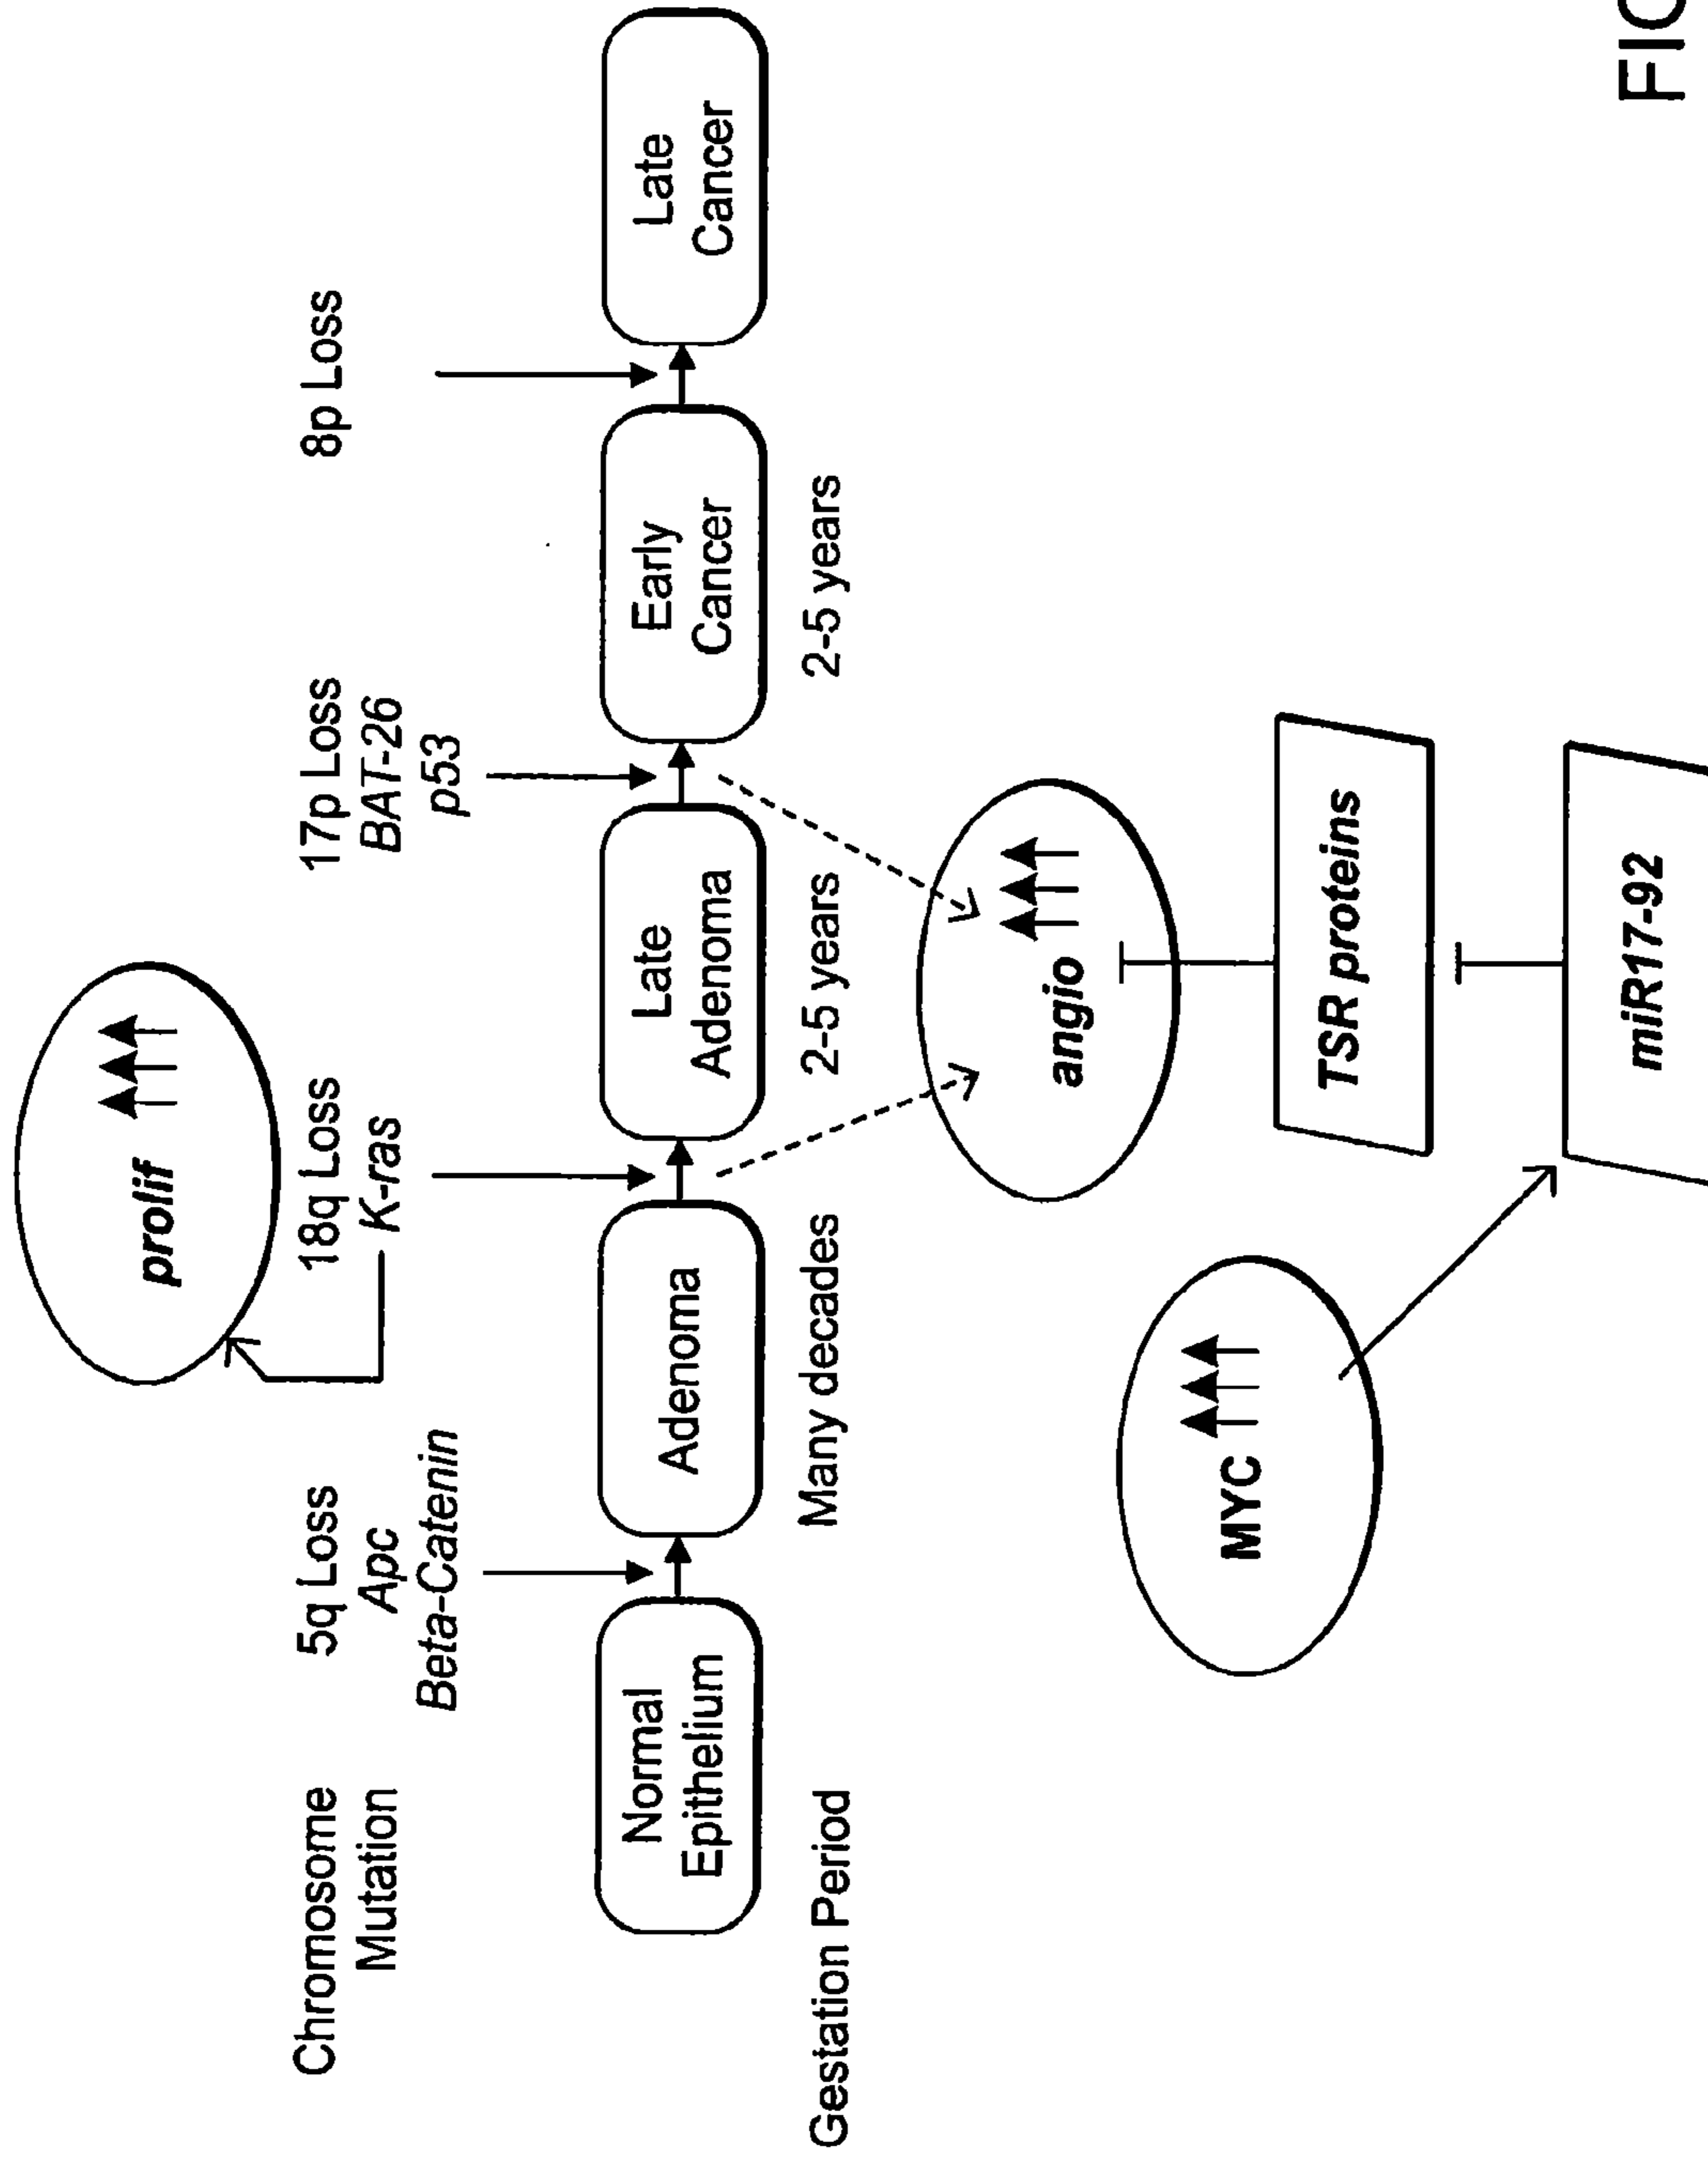 prolif
Chromosome
Mutation
5q Loss
Apc
Beta-Catenin
18q Loss
K-ras
17p Loss
BAT-26
p53
8p Loss
Normal
Epithelium
Adenoma
Late
Adenoma
Early
Cancer
Late
Cancer
Gestation Period
Many decades
2-5 years
2-5 years
angio
MYC
TSR proteins
miR17-92